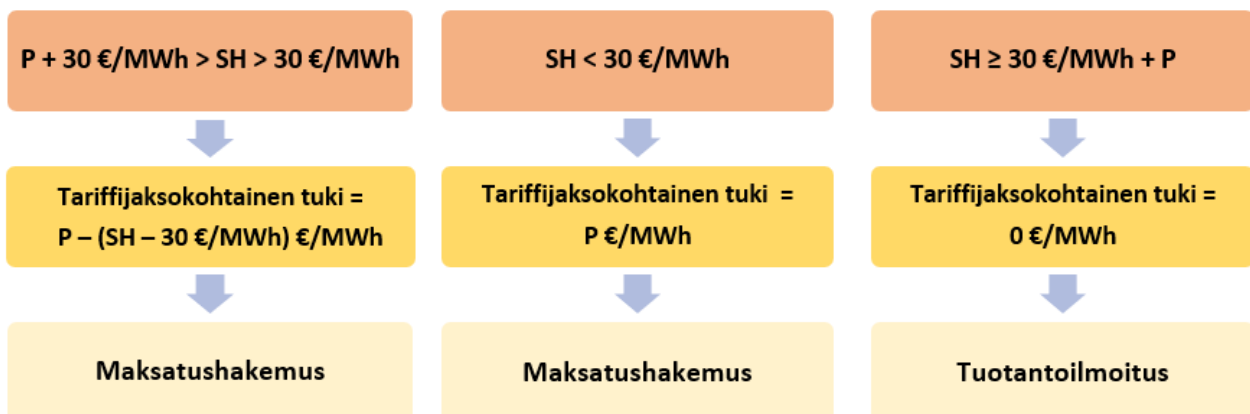 P + 30 €/MWh > SH > 30 €/MWh
SH < 30 €/MWh
SH ≥ 30 €/MWh + P
Tariffijaksokohtainen tuki =
P – (SH – 30 €/MWh) €/MWh
Tariffijaksokohtainen tuki =
P €/MWh
Tariffijaksokohtainen tuki =
0 €/MWh
Maksatushakemus
Maksatushakemus
Tuotantoilmoitus